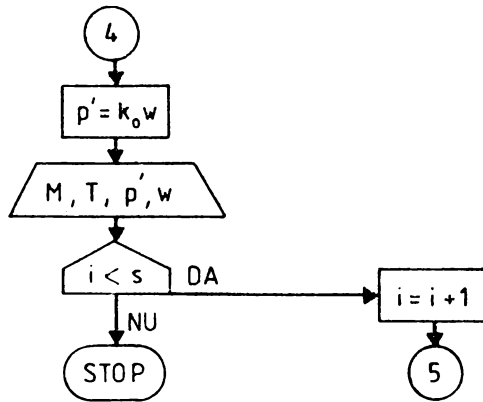 4
p' = k₀w
M, T, p', w
i < s DA
i = i + 1
NU
STOP
5